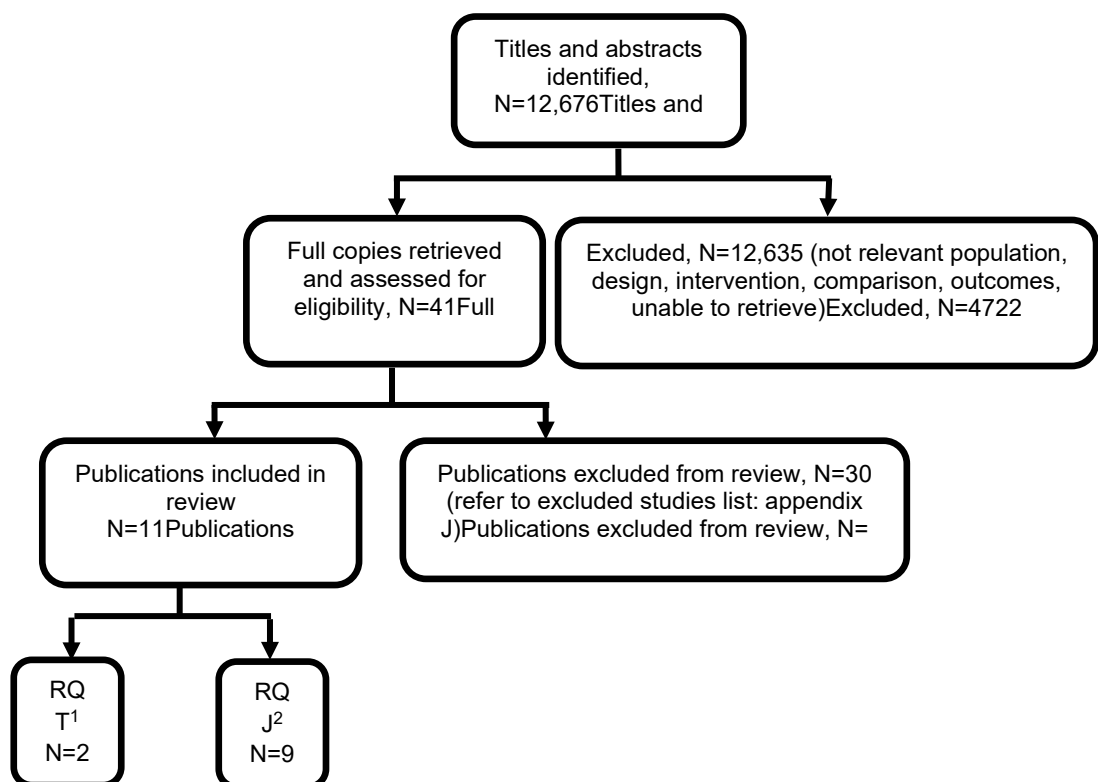 Titles and abstracts
identified,
N=12,676Titles and
Full copies retrieved
and assessed for
eligibility, N=41Full
Excluded, N=12,635 (not relevant population,
design, intervention, comparison, outcomes,
unable to retrieve)Excluded, N=4722
Publications included in
review
N=11Publications
Publications excluded from review, N=30
(refer to excluded studies list: appendix
J)Publications excluded from review, N=
RQ
T¹
N=2
RQ
J²
N=9